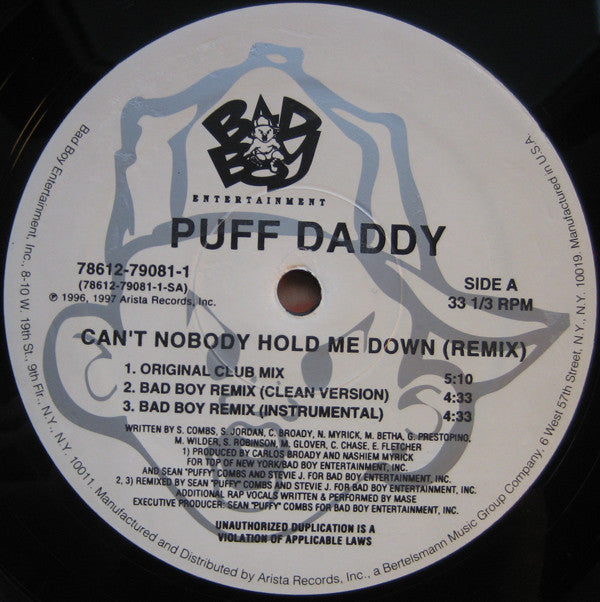 BAD BOY
ENTERTAINMENT
PUFF DADDY
78612-79081-1
(78612-79081-1-SA)
℗ 1996, 1997 Arista Records, Inc.
SIDE A
33 1/3 RPM
CAN'T NOBODY HOLD ME DOWN (REMIX)
1. ORIGINAL CLUB MIX 5:10
2. BAD BOY REMIX (CLEAN VERSION) 4:33
3. BAD BOY REMIX (INSTRUMENTAL) 4:33
WRITTEN BY S. COMBS, S. JORDAN, C. BROADY, N. MYRICK, M. BETHA, G. PRESTOPINO,
M. WILDER, S. ROBINSON, M. GLOVER, C. CHASE, E. FLETCHER
1) PRODUCED BY CARLOS BROADY AND NASHIEM MYRICK
FOR TOP OF NEW YORK/BAD BOY ENTERTAINMENT, INC.
AND SEAN "PUFFY" COMBS AND STEVIE J. FOR BAD BOY ENTERTAINMENT, INC.
2, 3) REMIXED BY SEAN "PUFFY" COMBS AND STEVIE J. FOR BAD BOY ENTERTAINMENT, INC.
ADDITIONAL RAP VOCALS WRITTEN & PERFORMED BY MASE
EXECUTIVE PRODUCER: SEAN "PUFFY" COMBS FOR BAD BOY ENTERTAINMENT, INC.
UNAUTHORIZED DUPLICATION IS A
VIOLATION OF APPLICABLE LAWS
Bad Boy Entertainment, Inc., 8-10 W. 19th St., 9th Flr., N.Y., N.Y. 10011. Manufactured and Distributed by Arista Records, Inc., a Bertelsmann Music Group Company, 6 West 57th Street, N.Y., N.Y. 10019. Manufactured in U.S.A.